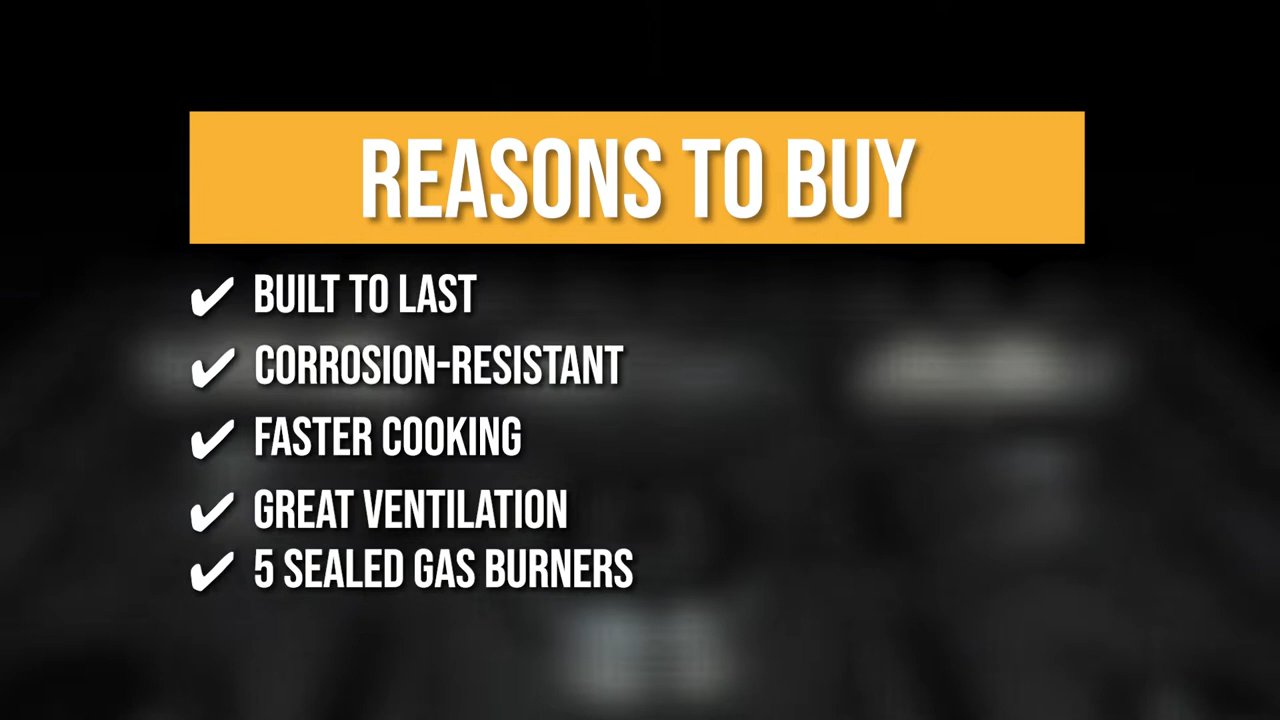 REASONS TO BUY
✔ BUILT TO LAST
✔ CORROSION-RESISTANT
✔ FASTER COOKING
✔ GREAT VENTILATION
✔ 5 SEALED GAS BURNERS